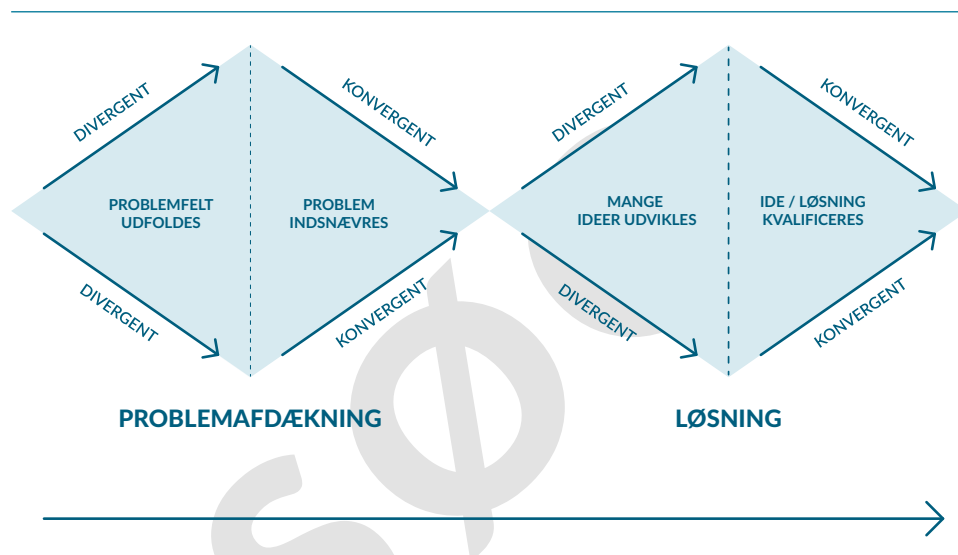 DIVERGENT
KONVERGENT
DIVERGENT
KONVERGENT
PROBLEMFELT
UDFOLDES
PROBLEM
INDSNÆVRES
MANGE
IDEER UDVIKLES
IDE / LØSNING
KVALIFICERES
DIVERGENT
KONVERGENT
DIVERGENT
KONVERGENT
PROBLEMAFDÆKNING
LØSNING